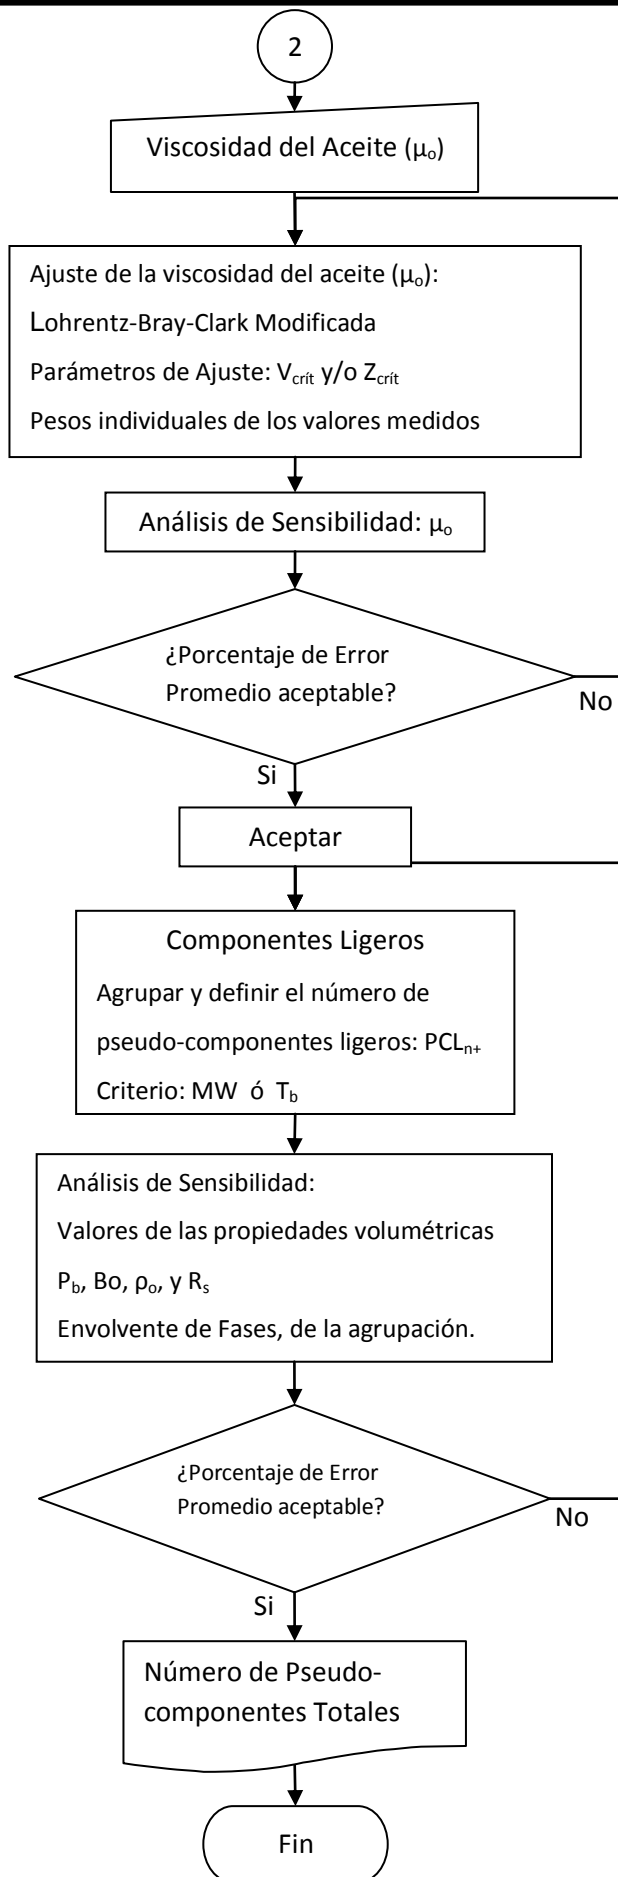 2
Viscosidad del Aceite (μₒ)
Ajuste de la viscosidad del aceite (μₒ):
Lohrentz-Bray-Clark Modificada
Parámetros de Ajuste: V_crít y/o Z_crít
Pesos individuales de los valores medidos
Análisis de Sensibilidad: μₒ
¿Porcentaje de Error
Promedio aceptable?
No
Si
Aceptar
Componentes Ligeros
Agrupar y definir el número de
pseudo-componentes ligeros: PCLₙ₊
Criterio: MW ó T_b
Análisis de Sensibilidad:
Valores de las propiedades volumétricas
P_b, Bo, ρₒ, y Rₛ
Envolvente de Fases, de la agrupación.
¿Porcentaje de Error
Promedio aceptable?
No
Si
Número de Pseudo-
componentes Totales
Fin